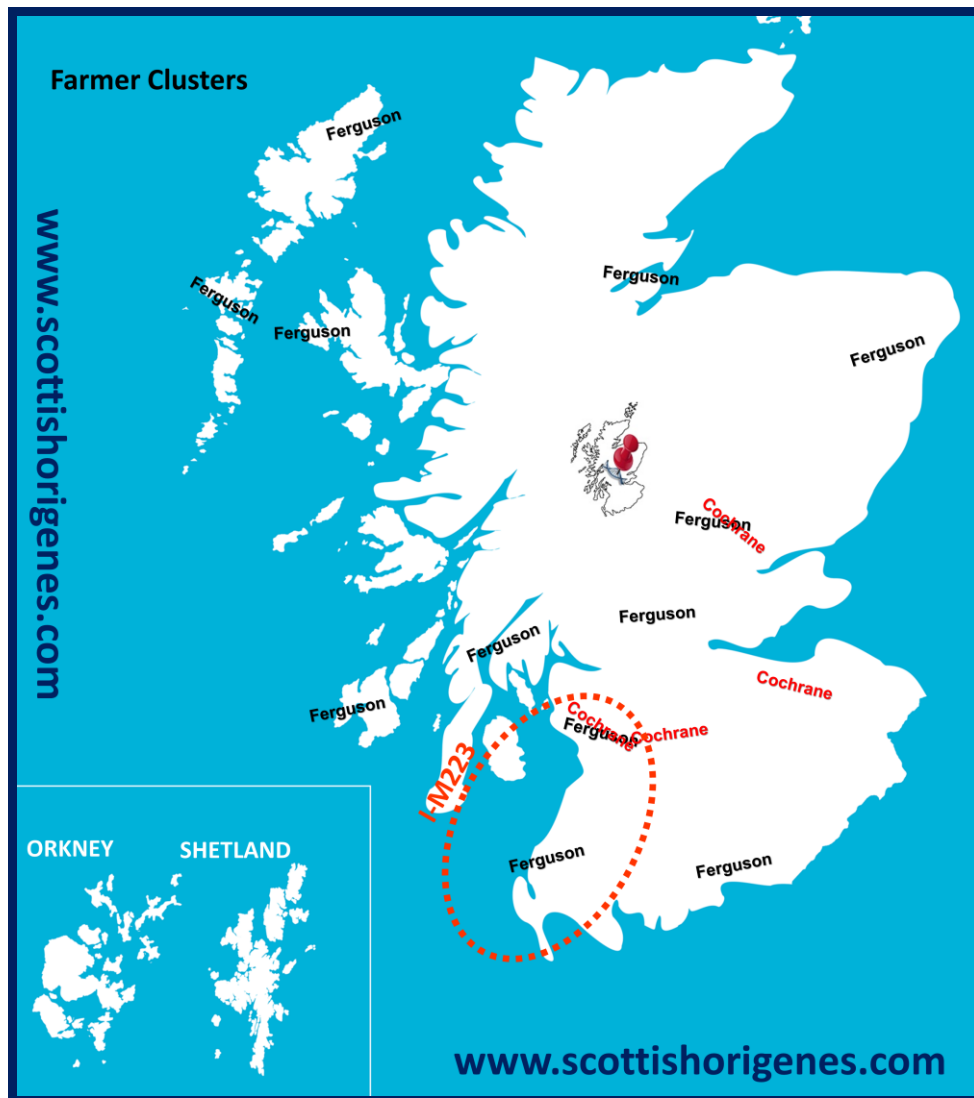 Farmer Clusters
Ferguson
www.scottishorigenes.com
Ferguson
Ferguson
Ferguson
Ferguson
Cochrane
Ferguson
Ferguson
Ferguson
Cochrane
Ferguson
Cochrane
Ferguson
Cochrane
I-M223
Ferguson
Ferguson
ORKNEY
SHETLAND
www.scottishorigenes.com